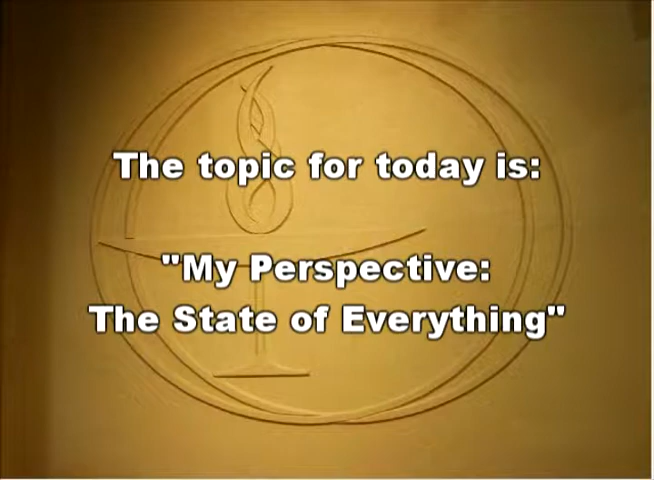 The topic for today is:
"My Perspective:
The State of Everything"